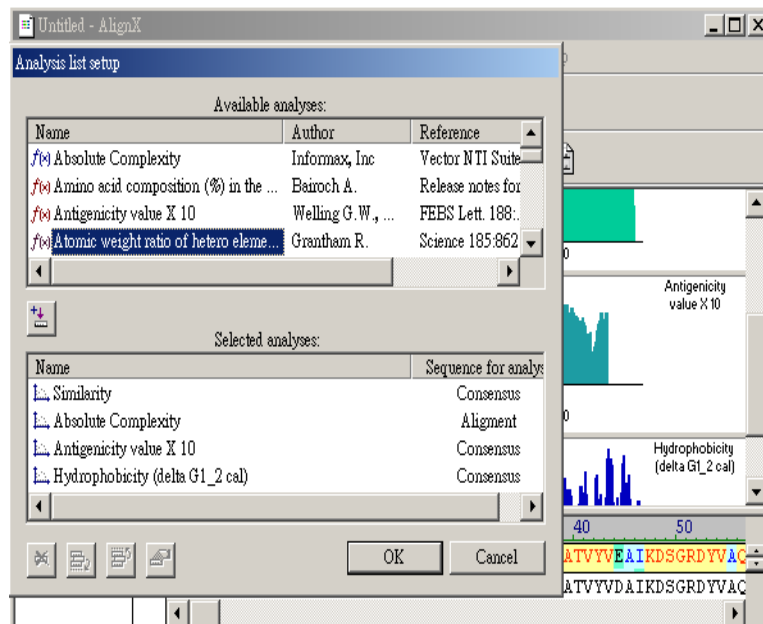 Untitled - AlignX
Analysis list setup
Available analyses:
Name Author Reference
f(x) Absolute Complexity Informax, Inc Vector NTI Suite
f(x) Amino acid composition (%) in the ... Bairoch A. Release notes for
f(x) Antigenicity value X 10 Welling G.W., ... FEBS Lett. 188:.
f(x) Atomic weight ratio of hetero eleme... Grantham R. Science 185:862
Selected analyses:
Name Sequence for analys
Similarity Consensus
Absolute Complexity Aligment
Antigenicity value X 10 Consensus
Hydrophobicity (delta G1_2 cal) Consensus
OK Cancel
0
Antigenicity
value X 10
0
Hydrophobicity
(delta G1_2 cal)
40 50
ATVYVEAIKDSGRDYVAQ
ATVYVDAIKDSGRDYVAQ